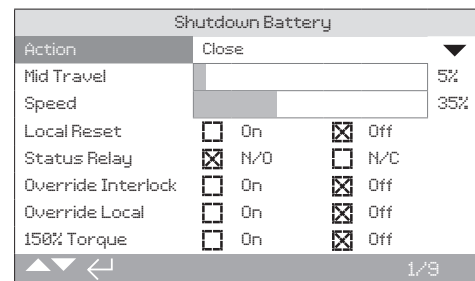 Shutdown Battery
Action Close
Mid Travel 5%
Speed 35%
Local Reset On Off
Status Relay N/O N/C
Override Interlock On Off
Override Local On Off
150% Torque On Off
1/9